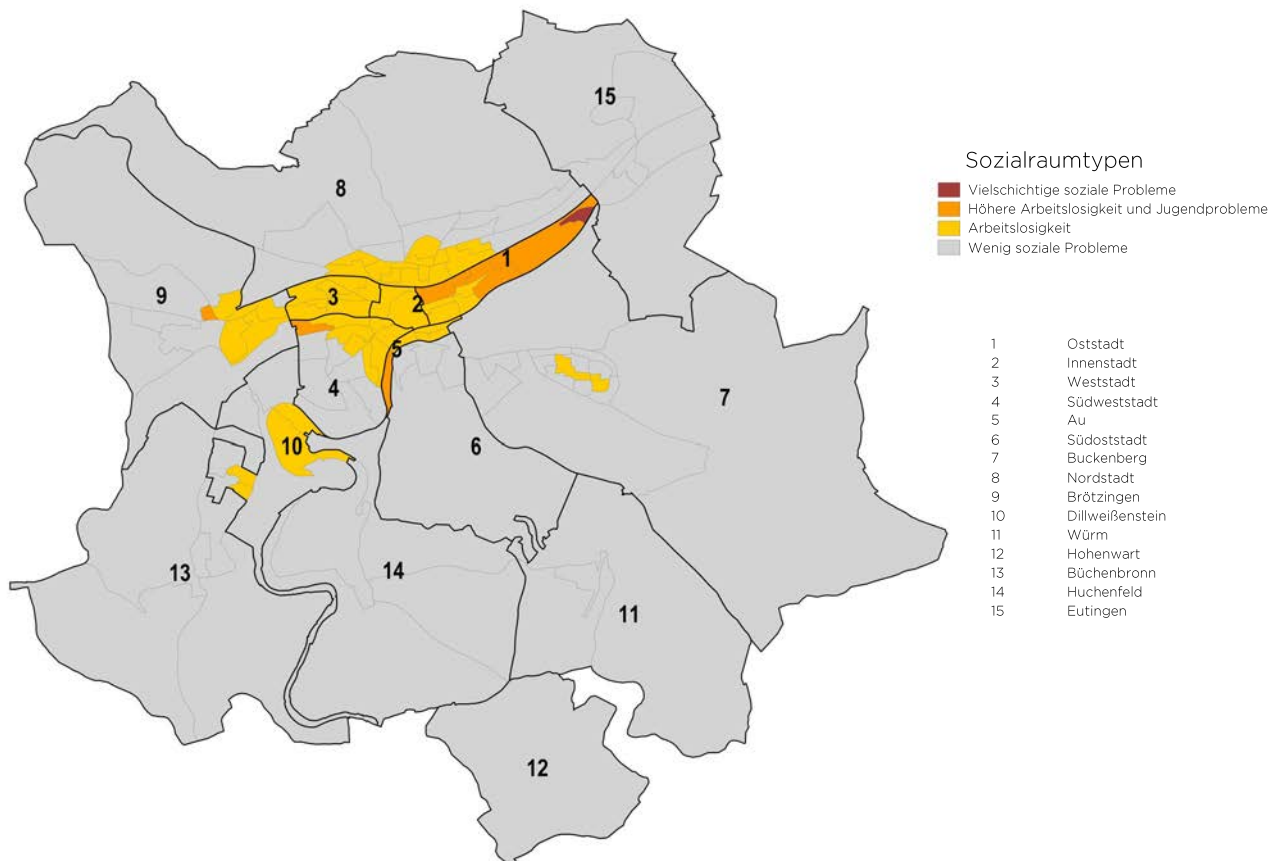 15
8
1
9
3
2
5
4
7
10
6
13
14
11
12
Sozialraumtypen
Vielschichtige soziale Probleme
Höhere Arbeitslosigkeit und Jugendprobleme
Arbeitslosigkeit
Wenig soziale Probleme
1 Oststadt
2 Innenstadt
3 Weststadt
4 Südweststadt
5 Au
6 Südoststadt
7 Buckenberg
8 Nordstadt
9 Brötzingen
10 Dillweißenstein
11 Würm
12 Hohenwart
13 Büchenbronn
14 Huchenfeld
15 Eutingen